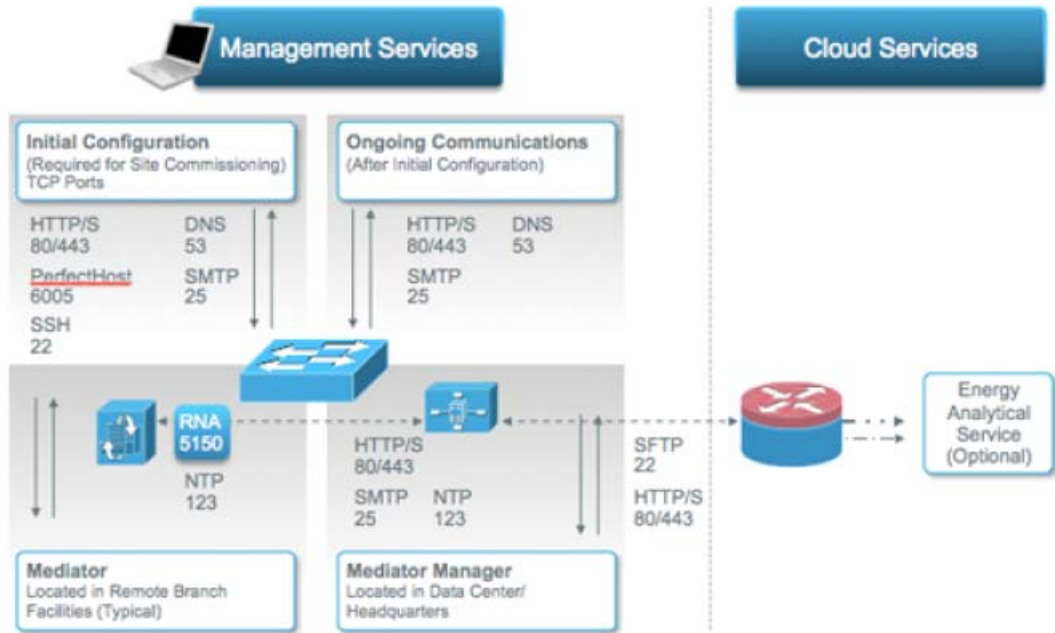 Management Services
Cloud Services
Initial Configuration
(Required for Site Commissioning)
TCP Ports
HTTP/S
80/443
DNS
53
PerfectHost
6005
SMTP
25
SSH
22
Ongoing Communications
(After Initial Configuration)
HTTP/S
80/443
DNS
53
SMTP
25
RNA
5150
NTP
123
HTTP/S
80/443
SMTP
25
NTP
123
SFTP
22
HTTP/S
80/443
Energy
Analytical
Service
(Optional)
Mediator
Located in Remote Branch
Facilities (Typical)
Mediator Manager
Located in Data Center/
Headquarters